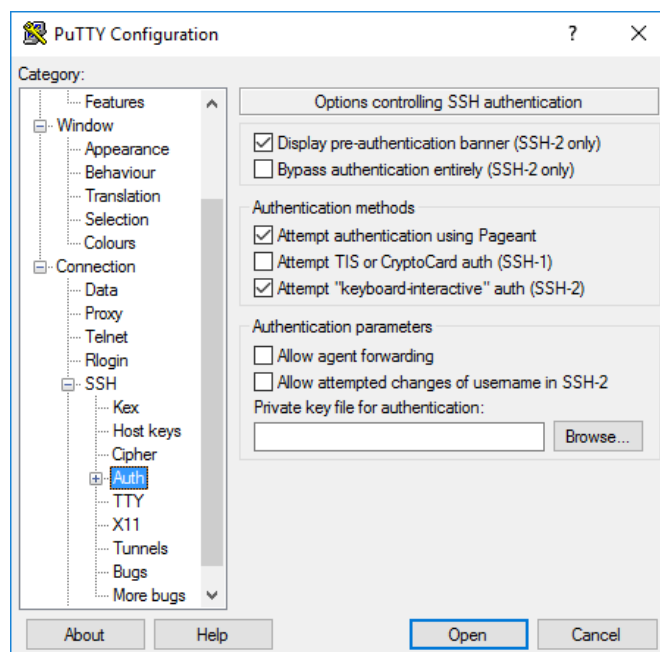 PuTTY Configuration
?
Category:
Features
Window
Appearance
Behaviour
Translation
Selection
Colours
Connection
Data
Proxy
Telnet
Rlogin
SSH
Kex
Host keys
Cipher
Auth
TTY
X11
Tunnels
Bugs
More bugs
Options controlling SSH authentication
Display pre-authentication banner (SSH-2 only)
Bypass authentication entirely (SSH-2 only)
Authentication methods
Attempt authentication using Pageant
Attempt TIS or CryptoCard auth (SSH-1)
Attempt "keyboard-interactive" auth (SSH-2)
Authentication parameters
Allow agent forwarding
Allow attempted changes of username in SSH-2
Private key file for authentication:
Browse...
About
Help
Open
Cancel